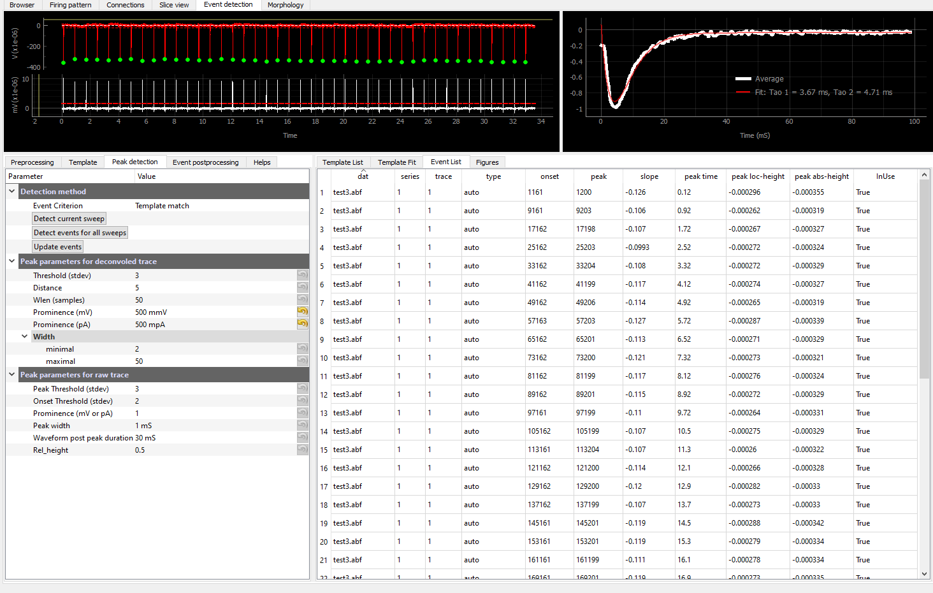 Browser Firing pattern Connections Slice view Event detection Morphology
0
-200
-400
V(x1e-06)
10
0
mV(x1e-06)
2 0 2 4 6 8 10 12 14 16 18 20 22 24 26 28 30 32 34
Time
0
-0.2
-0.4
-0.6
-0.8
-1
Average
Fit: Tao 1 = 3.67 ms, Tao 2 = 4.71 ms
0 20 40 60 80 100
Time (mS)
Preprocessing Template Peak detection Event postprocessing Helps
Parameter Value
Detection method
Event Criterion Template match
Detect current sweep
Detect events for all sweeps
Update events
Peak parameters for deconvoled trace
Threshold (stdev) 3
Distance 5
Wlen (samples) 50
Prominence (mV) 500 mmV
Prominence (pA) 500 mpA
Width
minimal 2
maximal 50
Peak parameters for raw trace
Peak Threshold (stdev) 3
Onset Threshold (stdev) 2
Prominence (mV or pA) 1
Peak width 1 mS
Waveform post peak duration 30 mS
Rel_height 0.5
Template List Template Fit Event List Figures
dat series trace type onset peak slope peak time peak loc-height peak abs-height InUse
1 test3.abf 1 1 auto 1161 1200 -0.126 0.12 -0.000296 -0.000355 True
2 test3.abf 1 1 auto 9161 9203 -0.106 0.92 -0.000262 -0.000319 True
3 test3.abf 1 1 auto 17162 17198 -0.107 1.72 -0.000267 -0.000327 True
4 test3.abf 1 1 auto 25162 25203 -0.0993 2.52 -0.000272 -0.000324 True
5 test3.abf 1 1 auto 33162 33204 -0.108 3.32 -0.000272 -0.000329 True
6 test3.abf 1 1 auto 41162 41199 -0.117 4.12 -0.000274 -0.000327 True
7 test3.abf 1 1 auto 49162 49206 -0.114 4.92 -0.000265 -0.000319 True
8 test3.abf 1 1 auto 57163 57203 -0.127 5.72 -0.000287 -0.000339 True
9 test3.abf 1 1 auto 65162 65201 -0.113 6.52 -0.000271 -0.000329 True
10 test3.abf 1 1 auto 73162 73200 -0.121 7.32 -0.000273 -0.000321 True
11 test3.abf 1 1 auto 81162 81199 -0.117 8.12 -0.000276 -0.000324 True
12 test3.abf 1 1 auto 89162 89201 -0.115 8.92 -0.000272 -0.000329 True
13 test3.abf 1 1 auto 97161 97199 -0.11 9.72 -0.000264 -0.000331 True
14 test3.abf 1 1 auto 105162 105199 -0.107 10.5 -0.000275 -0.000329 True
15 test3.abf 1 1 auto 113161 113204 -0.107 11.3 -0.00026 -0.000322 True
16 test3.abf 1 1 auto 121162 121200 -0.114 12.1 -0.000266 -0.000328 True
17 test3.abf 1 1 auto 129162 129200 -0.12 12.9 -0.000282 -0.00033 True
18 test3.abf 1 1 auto 137162 137202 -0.107 13.7 -0.000273 -0.00033 True
19 test3.abf 1 1 auto 145161 145201 -0.119 14.5 -0.000288 -0.000342 True
20 test3.abf 1 1 auto 153161 153201 -0.119 15.3 -0.000279 -0.000334 True
21 test3.abf 1 1 auto 161161 161199 -0.111 16.1 -0.000278 -0.000334 True
22 test3.abf 1 1 auto 169161 169201 -0.119 16.9 -0.000273 -0.000335 True